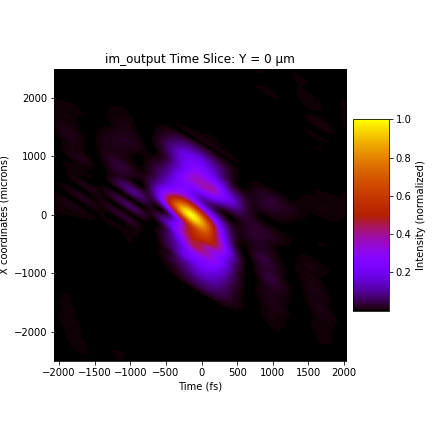 im_output Time Slice: Y = 0 μm
2000
1000
0
−1000
−2000
X coordinates (microns)
−2000 −1500 −1000 −500 0 500 1000 1500 2000
Time (fs)
1.0
0.8
0.6
0.4
0.2
Intensity (normalized)